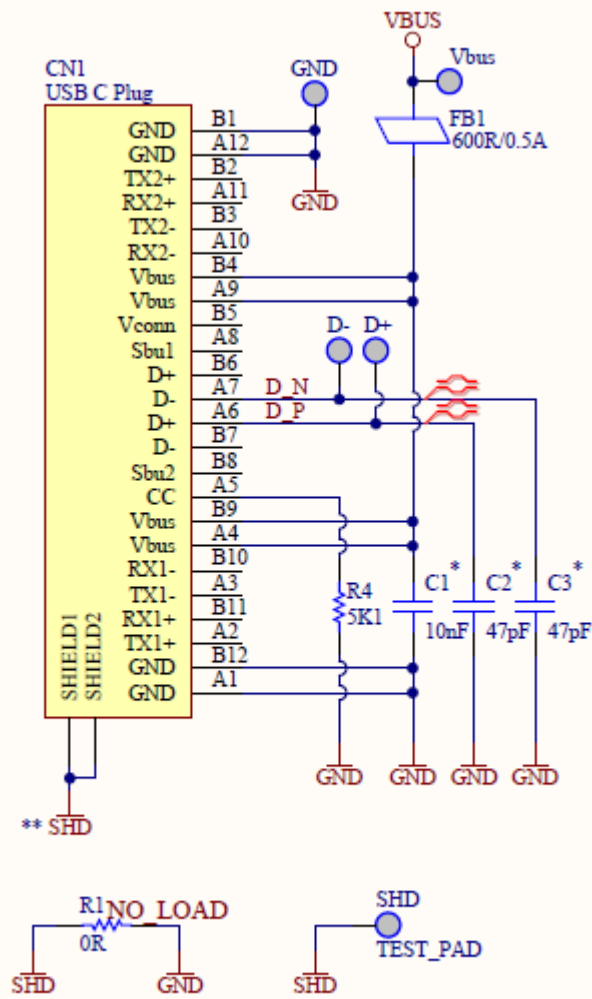 VBUS
Vbus
CN1
USB C Plug
GND
FB1
600R/0.5A
GND B1
GND A12
TX2+ B2
RX2+ A11
TX2- B3
RX2- A10
Vbus B4
Vbus A9
Vconn B5
Sbu1 A8
D+ B6
D- A7
D+ A6
D- B7
Sbu2 B8
CC A5
Vbus B9
Vbus A4
RX1- B10
TX1- A3
RX1+ B11
TX1+ A2
GND B12
GND A1
GND
D- D+
D_N
D_P
R4
5K1
C1 *
10nF
C2 *
47pF
C3 *
47pF
SHIELD1
SHIELD2
GND GND GND GND
** SHD
R1 NO_LOAD
0R
SHD GND
SHD
TEST_PAD
SHD